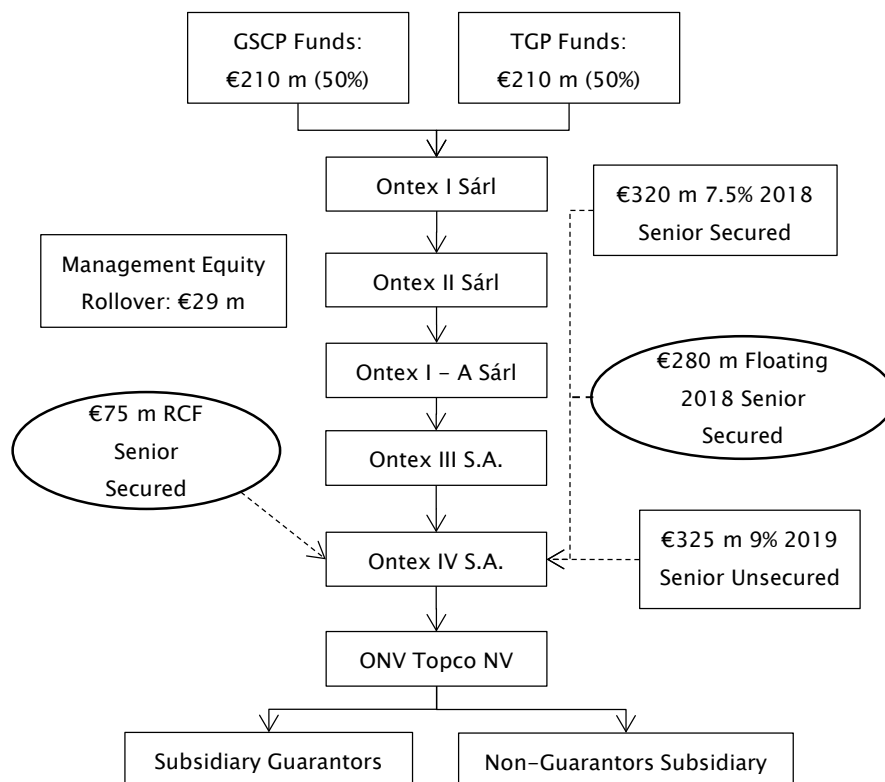 GSCP Funds:
€210 m (50%)
TGP Funds:
€210 m (50%)
Ontex I Sárl
€320 m 7.5% 2018
Senior Secured
Management Equity
Rollover: €29 m
Ontex II Sárl
Ontex I – A Sárl
€280 m Floating
2018 Senior
Secured
€75 m RCF
Senior
Secured
Ontex III S.A.
Ontex IV S.A.
€325 m 9% 2019
Senior Unsecured
ONV Topco NV
Subsidiary Guarantors
Non-Guarantors Subsidiary